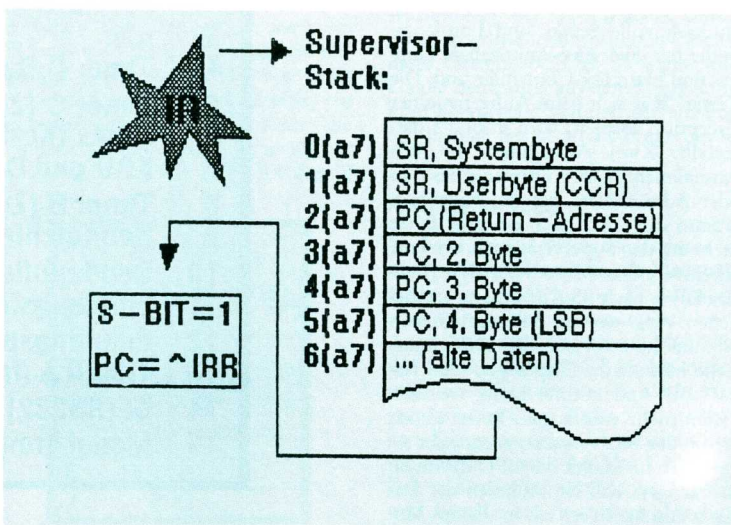 IR
Supervisor—
Stack:
0(a7) SR, Systembyte
1(a7) SR, Userbyte (CCR)
2(a7) PC (Return—Adresse)
3(a7) PC, 2. Byte
4(a7) PC, 3. Byte
5(a7) PC, 4. Byte (LSB)
6(a7) ... (alte Daten)
S—BIT=1
PC=^IRR